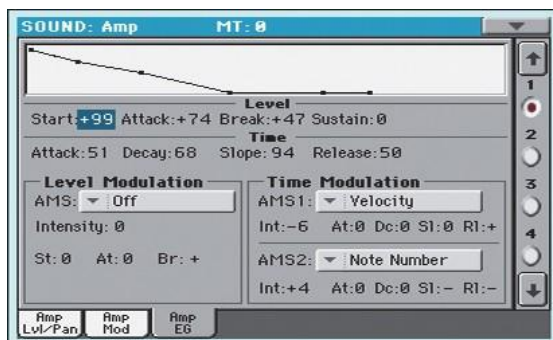 SOUND: Amp MT: 0
Level
Start:+99 Attack:+74 Break:+47 Sustain:0
Time
Attack:51 Decay:68 Slope:94 Release:50
Level Modulation
AMS: Off
Intensity: 0
St:0 At:0 Br: +
Time Modulation
AMS1: Velocity
Int:-6 At:0 Dc:0 Sl:0 Rl:+
AMS2: Note Number
Int:+4 At:0 Dc:0 Sl:- Rl:-
1
2
3
4
Amp Lvl/Pan
Amp Mod
Amp EG